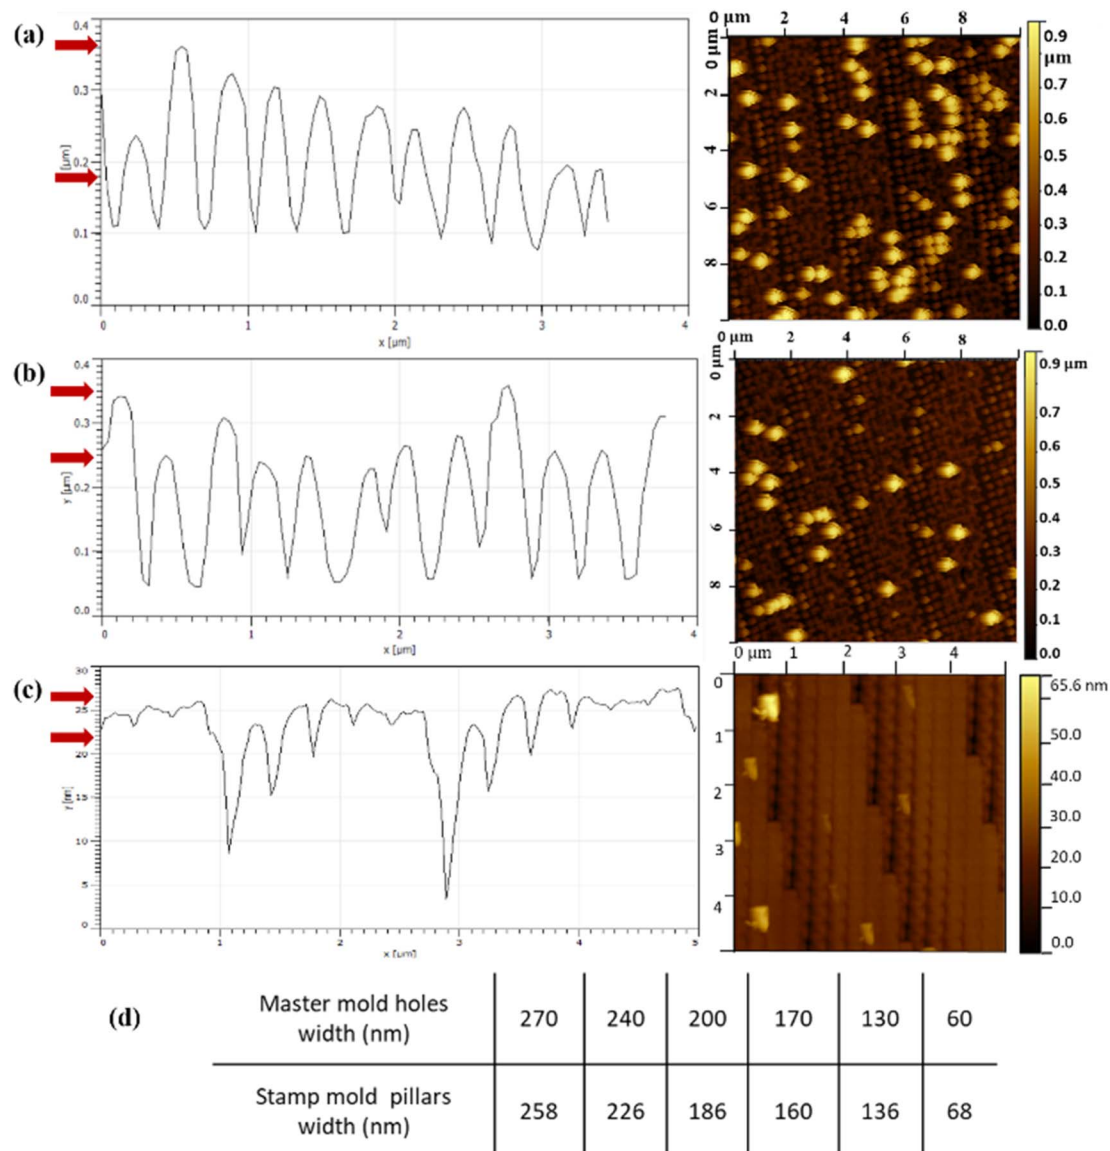 (a)
0.4
0.3
0.2
0.1
0.0
[µm]
0 1 2 3 4
x [µm]
0 µm 2 4 6 8
0 µm
2
4
6
8
0.9
µm
0.7
0.6
0.5
0.4
0.3
0.2
0.1
0.0
(b)
0.4
0.3
0.2
0.1
0.0
y [µm]
0 1 2 3 4
x [µm]
0 µm 2 4 6 8
0 µm
2
4
6
8
0.9 µm
0.7
0.6
0.5
0.4
0.3
0.2
0.1
0.0
(c)
30
25
20
15
10
5
0
y [nm]
0 1 2 3 4 5
x [µm]
0 µm 1 2 3 4
0
1
2
3
4
65.6 nm
50.0
40.0
30.0
20.0
10.0
0.0
(d)
Master mold holes
width (nm)
270 240 200 170 130 60
Stamp mold pillars
width (nm)
258 226 186 160 136 68